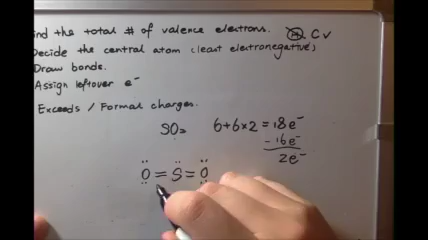 ind the total # of valence electrons. C v
Decide the central atom (least electronegative)
Draw bonds.
Assign leftover e⁻
Exceeds / Formal charges.
SO₂ 6+6×2 = 18e⁻
-16e⁻
2e⁻
O = S = O